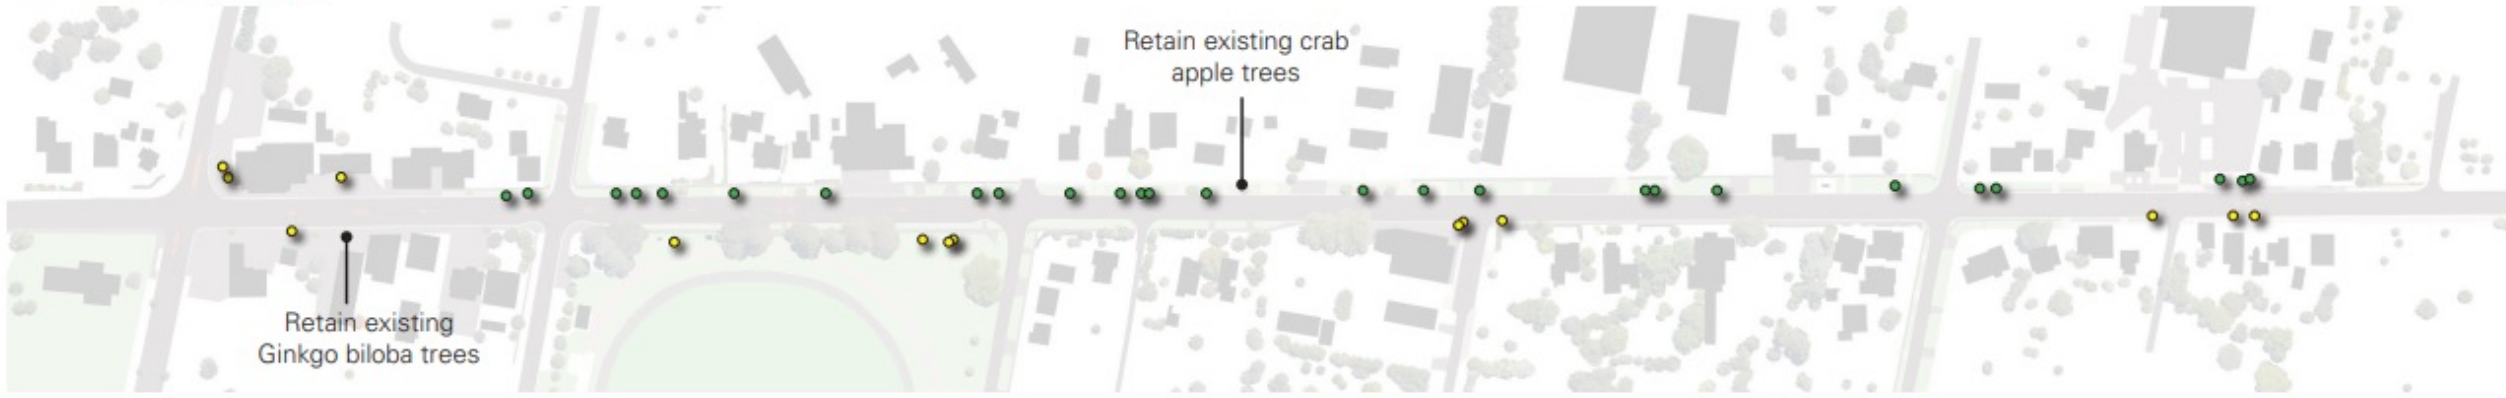 Retain existing crab
apple trees
Retain existing
Ginkgo biloba trees